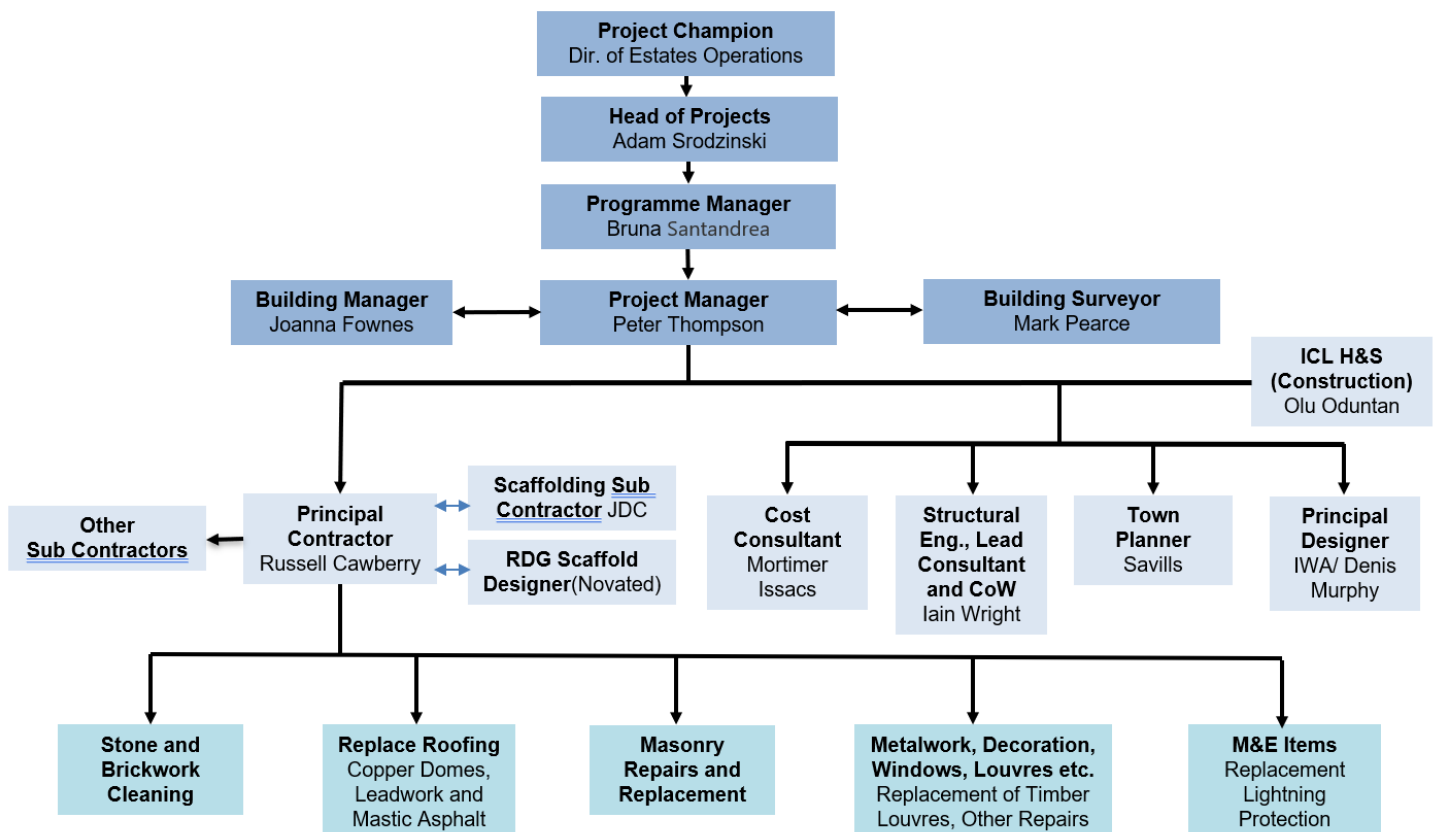 Project Champion
Dir. of Estates Operations
Head of Projects
Adam Srodzinski
Programme Manager
Bruna Santandrea
Building Manager
Joanna Fownes
Project Manager
Peter Thompson
Building Surveyor
Mark Pearce
ICL H&S
(Construction)
Olu Oduntan
Other
Sub Contractors
Principal
Contractor
Russell Cawberry
Scaffolding Sub
Contractor JDC
RDG Scaffold
Designer(Novated)
Cost
Consultant
Mortimer
Issacs
Structural
Eng., Lead
Consultant
and CoW
Iain Wright
Town
Planner
Savills
Principal
Designer
IWA/ Denis
Murphy
Stone and
Brickwork
Cleaning
Replace Roofing
Copper Domes,
Leadwork and
Mastic Asphalt
Masonry
Repairs and
Replacement
Metalwork, Decoration,
Windows, Louvres etc.
Replacement of Timber
Louvres, Other Repairs
M&E Items
Replacement
Lightning
Protection